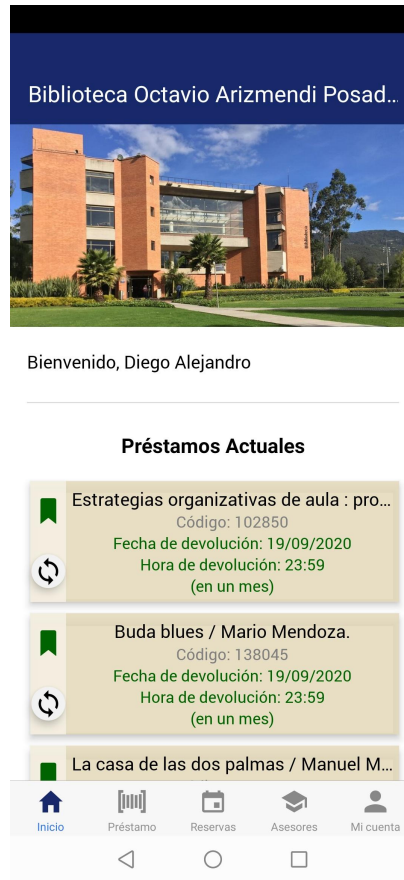 Biblioteca Octavio Arizmendi Posad...
Biblioteca
Bienvenido, Diego Alejandro
Préstamos Actuales
Estrategias organizativas de aula : pro...
Código: 102850
Fecha de devolución: 19/09/2020
Hora de devolución: 23:59
(en un mes)
Buda blues / Mario Mendoza.
Código: 138045
Fecha de devolución: 19/09/2020
Hora de devolución: 23:59
(en un mes)
La casa de las dos palmas / Manuel M...
Inicio
Préstamo
Reservas
Asesores
Mi cuenta